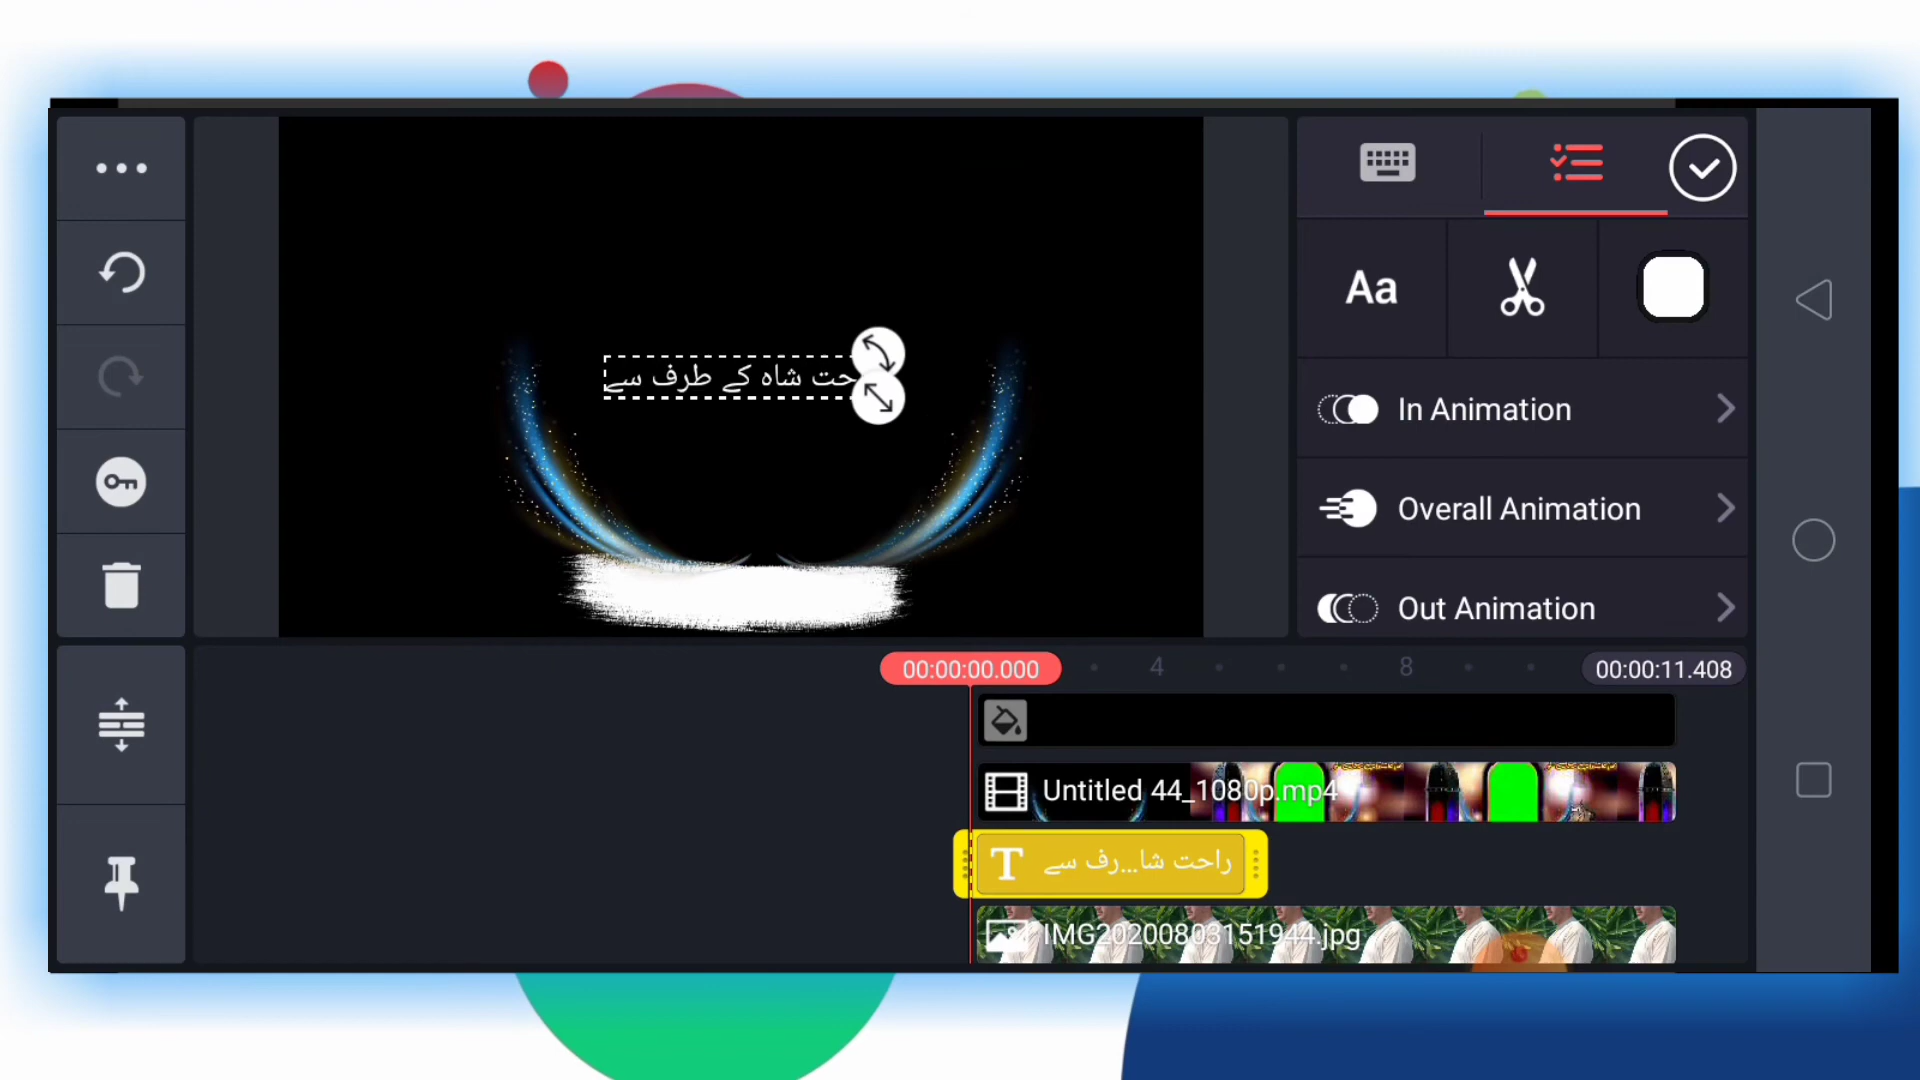 حت شاہ کے طرف سے
Aa
In Animation
Overall Animation
Out Animation
00:00:00.000
4
8
00:00:11.408
Untitled 44_1080p.mp4
T راحت شا...رف سے
IMG20200803151944.jpg